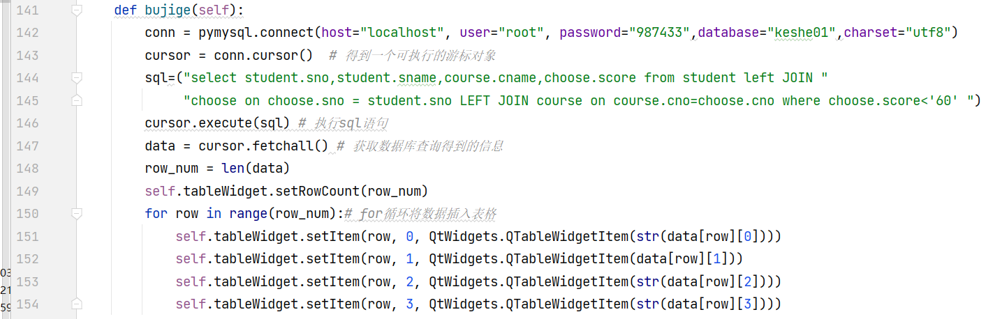 141 def bujige(self):
142 conn = pymysql.connect(host="localhost", user="root", password="987433",database="keshe01",charset="utf8")
143 cursor = conn.cursor()  # 得到一个可执行的游标对象
144 sql=("select student.sno,student.sname,course.cname,choose.score from student left JOIN "
145 "choose on choose.sno = student.sno LEFT JOIN course on course.cno=choose.cno where choose.score<'60' ")
146 cursor.execute(sql) # 执行sql语句
147 data = cursor.fetchall() # 获取数据库查询得到的信息
148 row_num = len(data)
149 self.tableWidget.setRowCount(row_num)
150 for row in range(row_num):# for循环将数据插入表格
151 self.tableWidget.setItem(row, 0, QtWidgets.QTableWidgetItem(str(data[row][0])))
03
152 self.tableWidget.setItem(row, 1, QtWidgets.QTableWidgetItem(data[row][1]))
21
153 self.tableWidget.setItem(row, 2, QtWidgets.QTableWidgetItem(str(data[row][2])))
59
154 self.tableWidget.setItem(row, 3, QtWidgets.QTableWidgetItem(str(data[row][3])))